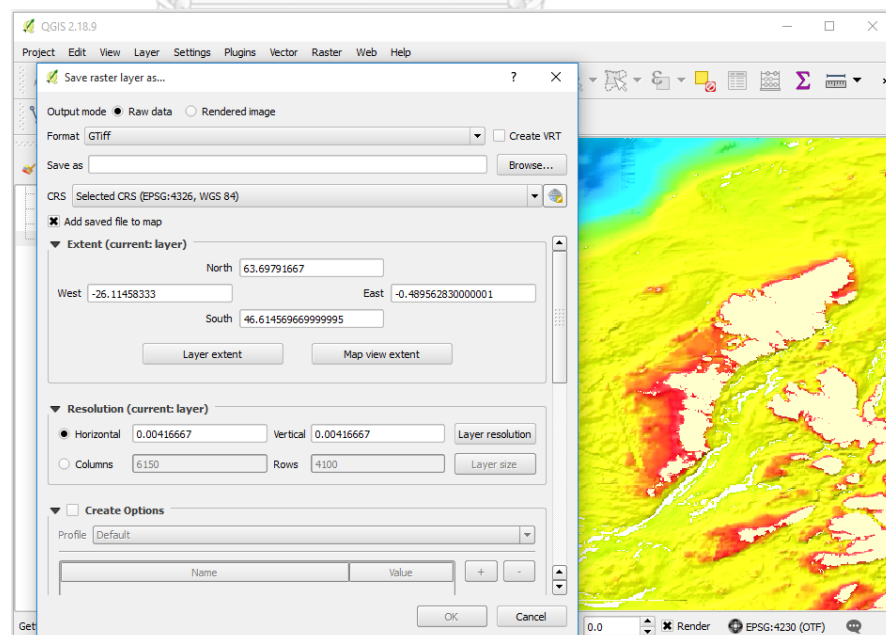 QGIS 2.18.9
Project Edit View Layer Settings Plugins Vector Raster Web Help
Save raster layer as...
Output mode Raw data Rendered image
Format GTiff Create VRT
Save as Browse...
CRS Selected CRS (EPSG:4326, WGS 84)
Add saved file to map
Extent (current: layer)
North 63.69791667
West -26.11458333 East -0.489562830000001
South 46.614569669999995
Layer extent Map view extent
Resolution (current: layer)
Horizontal 0.00416667 Vertical 0.00416667 Layer resolution
Columns 6150 Rows 4100 Layer size
Create Options
Profile Default
Name Value + -
OK Cancel
Get 0.0 Render EPSG:4230 (OTF)